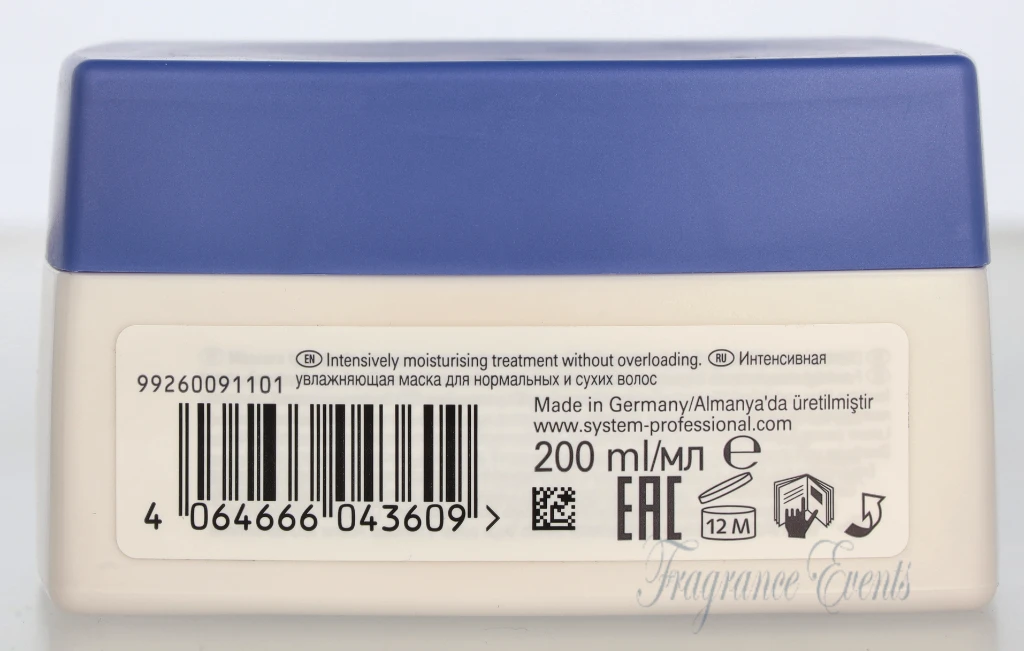 EN Intensively moisturising treatment without overloading. RU Интенсивная
увлажняющая маска для нормальных и сухих волос
99260091101
4 064666 043609 >
Made in Germany/Almanya'da üretilmiştir
www.system-professional.com
200 ml/мл ℮
EAC
12 M
Fragrance Events